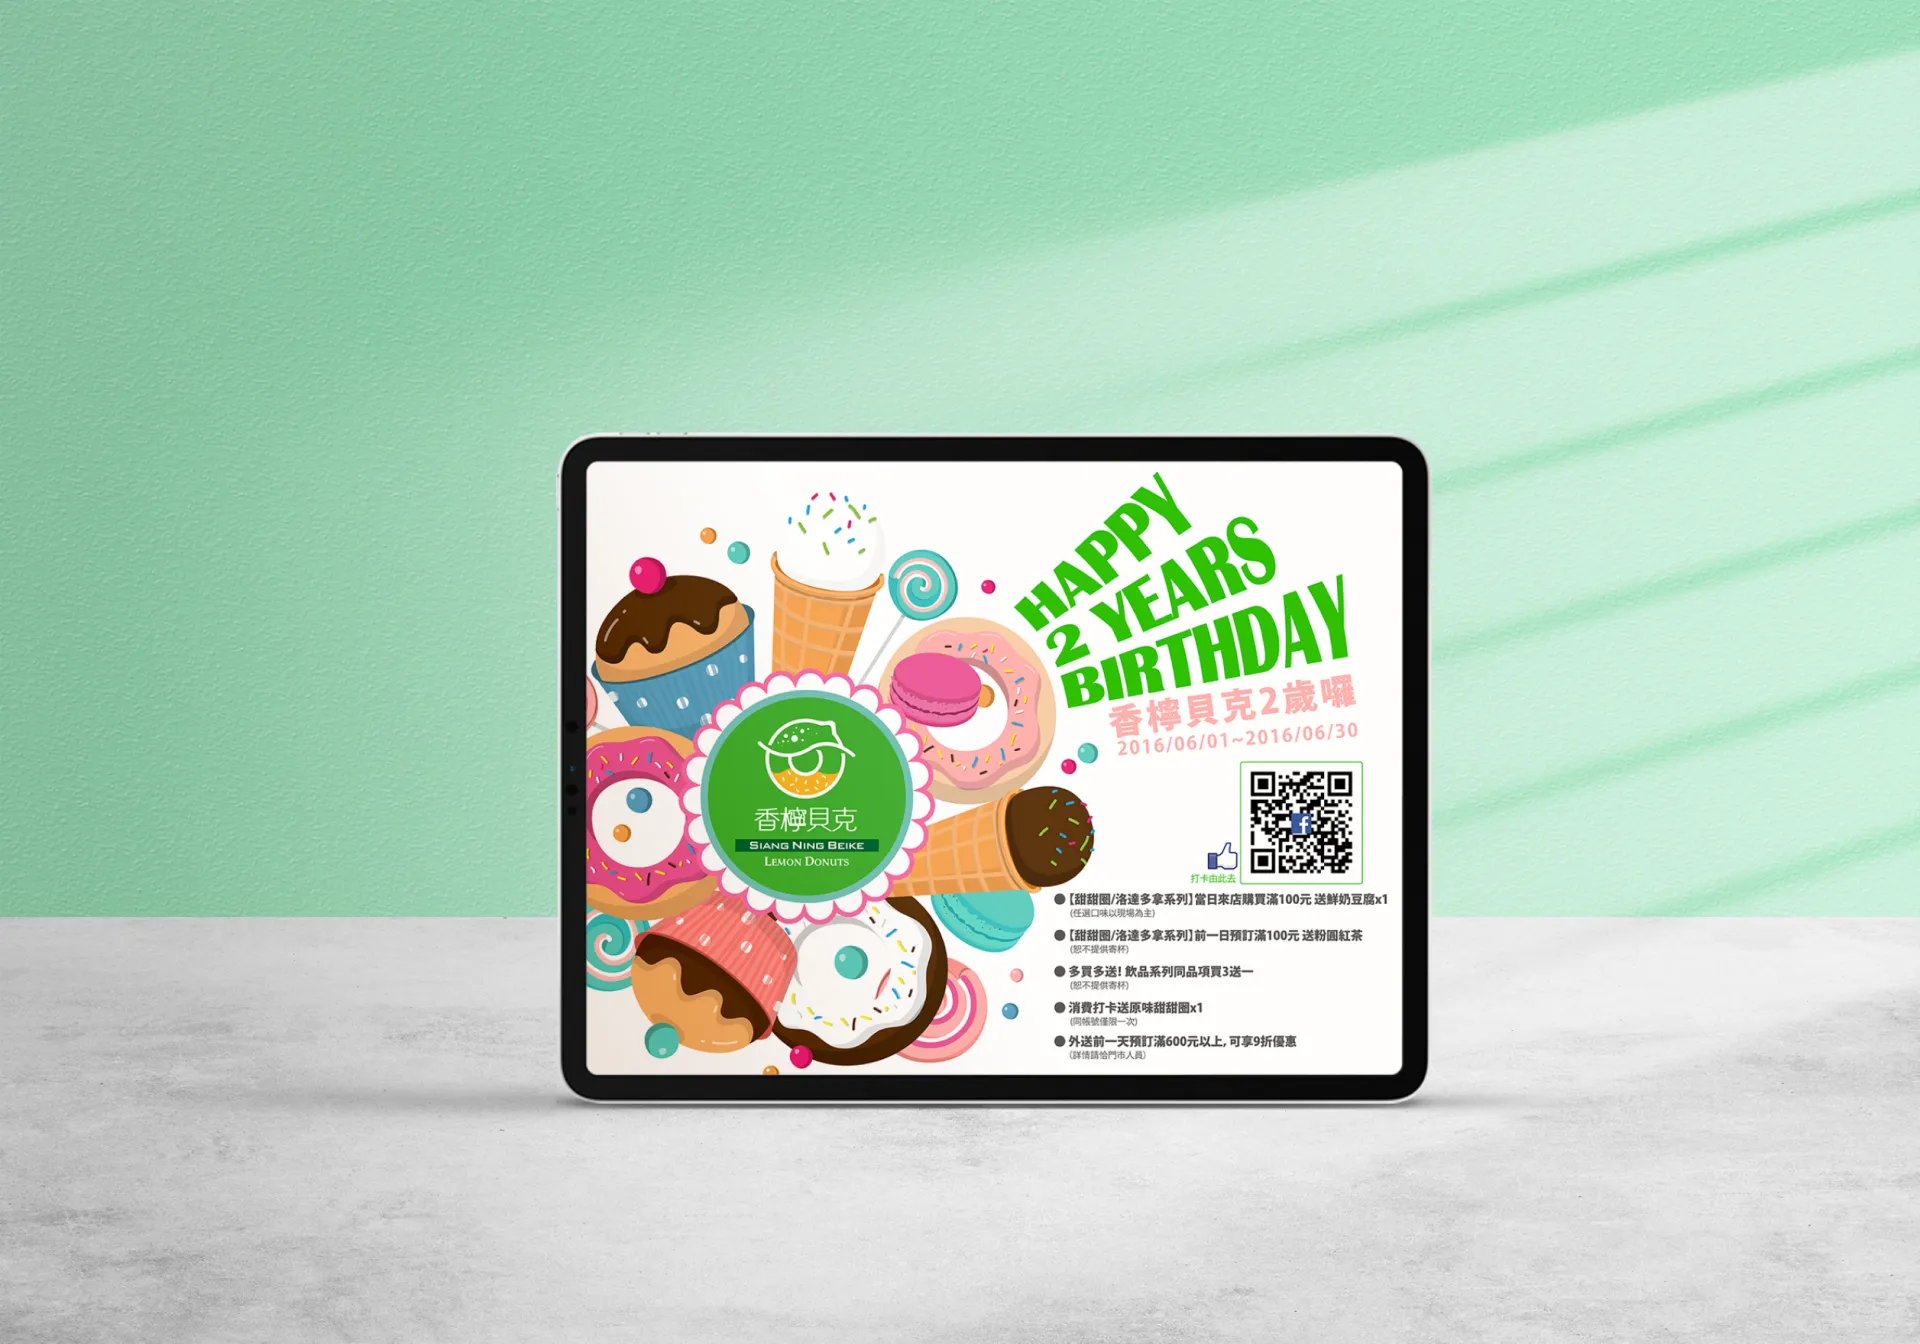 HAPPY
2 YEARS
BIRTHDAY
香檸貝克2歲囉
2016/06/01~2016/06/30
香檸貝克
SIANG NING BEIKE
LEMON DONUTS
f
打卡由此去
●【甜甜圈/洛達多拿系列】當日來店購買滿100元 送鮮奶豆腐x1
(任選口味以現場為主)
●【甜甜圈/洛達多拿系列】前一日預訂滿100元 送粉圓紅茶
(恕不提供寄杯)
●多買多送! 飲品系列同品項買3送一
(恕不提供寄杯)
●消費打卡送原味甜甜圈x1
(同帳號僅限一次)
●外送前一天預訂滿600元以上, 可享9折優惠
(詳情請恰門市人員)